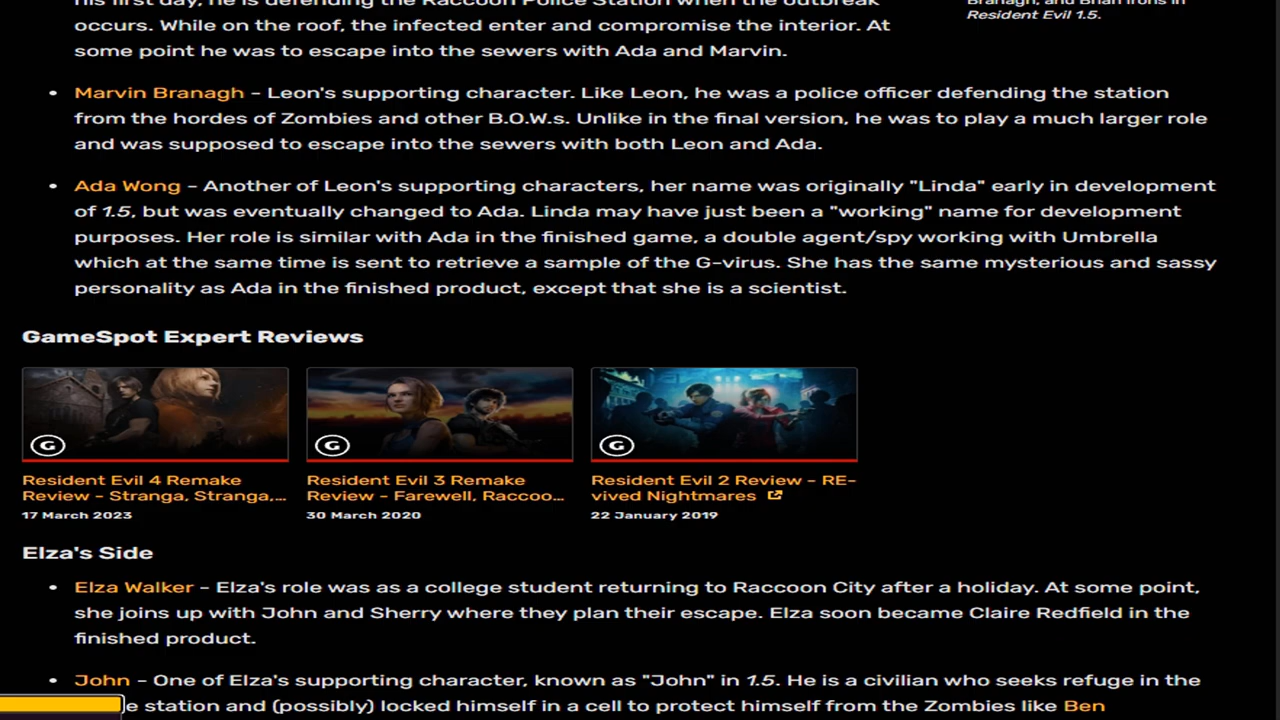 his first day, he is defending the Raccoon Police Station when the outbreak
occurs. While on the roof, the infected enter and compromise the interior. At
some point he was to escape into the sewers with Ada and Marvin.
Branagh, and Brian Irons in
Resident Evil 1.5.
• Marvin Branagh – Leon's supporting character. Like Leon, he was a police officer defending the station
from the hordes of Zombies and other B.O.W.s. Unlike in the final version, he was to play a much larger role
and was supposed to escape into the sewers with both Leon and Ada.
• Ada Wong – Another of Leon's supporting characters, her name was originally "Linda" early in development
of 1.5, but was eventually changed to Ada. Linda may have just been a "working" name for development
purposes. Her role is similar with Ada in the finished game, a double agent/spy working with Umbrella
which at the same time is sent to retrieve a sample of the G-virus. She has the same mysterious and sassy
personality as Ada in the finished product, except that she is a scientist.
GameSpot Expert Reviews
G
G
G
Resident Evil 4 Remake
Review - Stranga, Stranga,...
17 March 2023
Resident Evil 3 Remake
Review - Farewell, Raccoo...
30 March 2020
Resident Evil 2 Review - RE-
vived Nightmares
22 January 2019
Elza's Side
• Elza Walker – Elza's role was as a college student returning to Raccoon City after a holiday. At some point,
she joins up with John and Sherry where they plan their escape. Elza soon became Claire Redfield in the
finished product.
• John – One of Elza's supporting character, known as "John" in 1.5. He is a civilian who seeks refuge in the
e station and (possibly) locked himself in a cell to protect himself from the Zombies like Ben